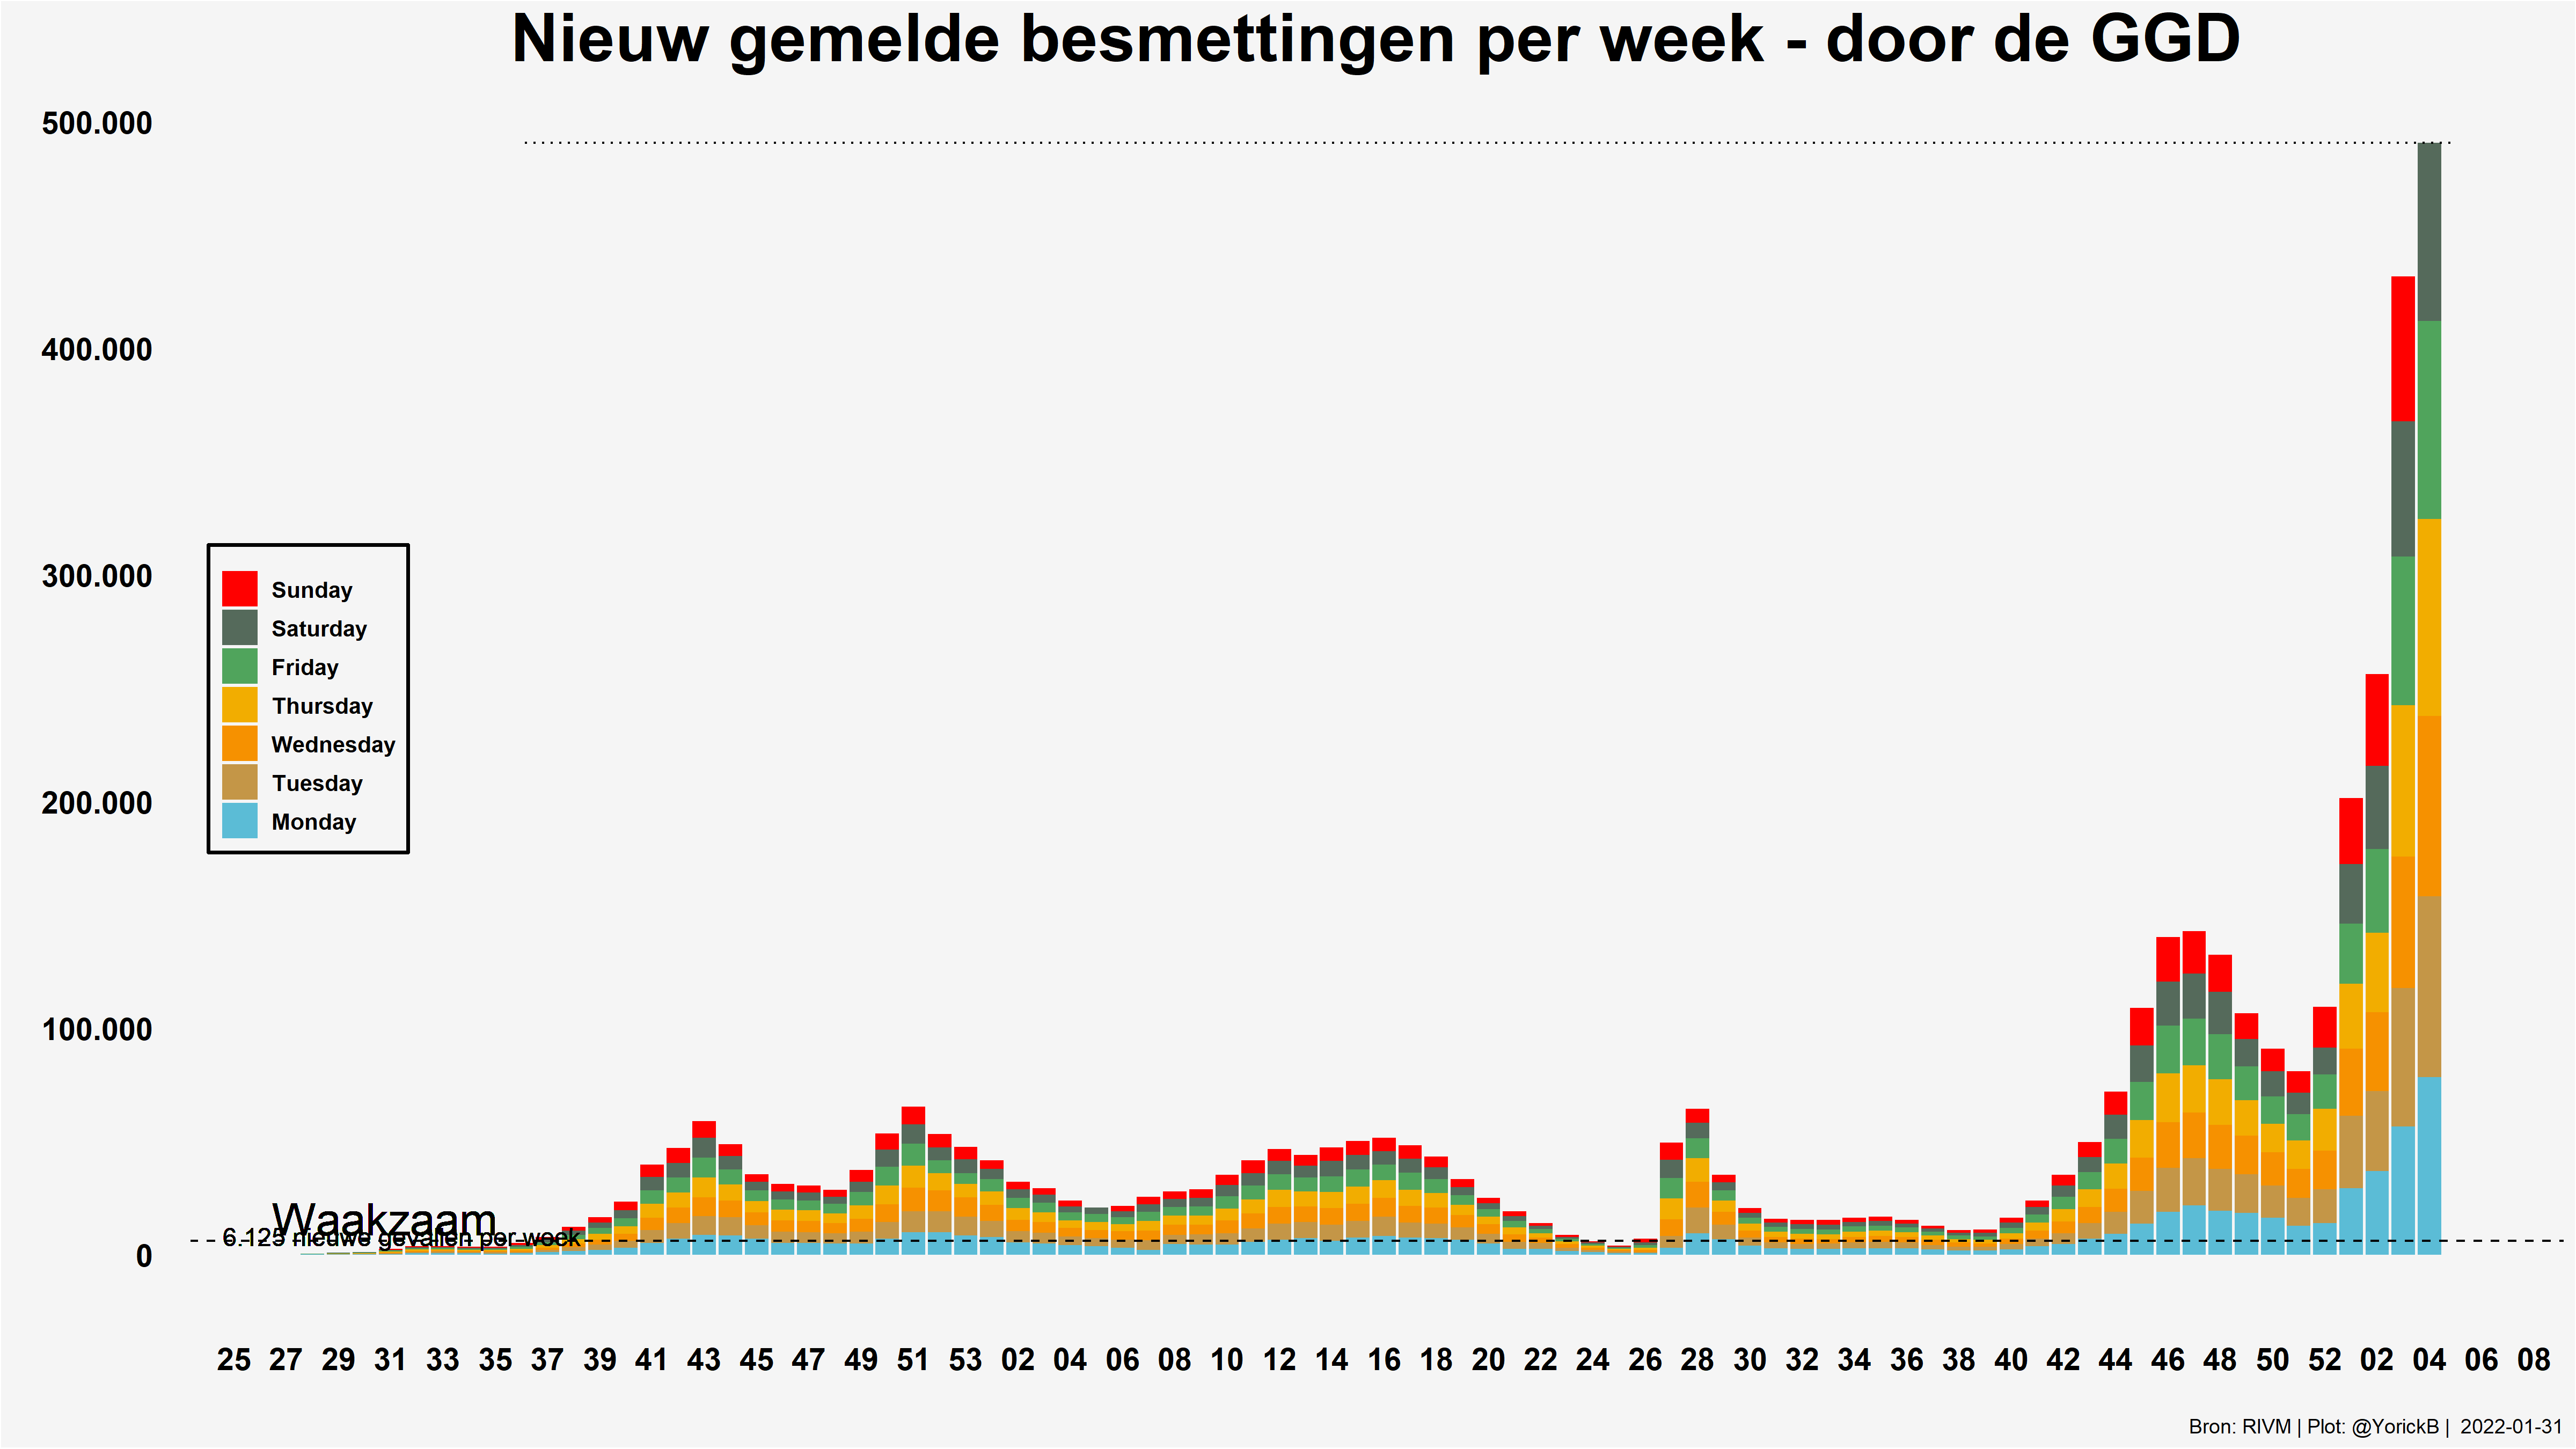 Nieuw gemelde besmettingen per week - door de GGD
500.000
400.000
300.000
200.000
100.000
0
Sunday
Saturday
Friday
Thursday
Wednesday
Tuesday
Monday
Waakzaam
6.125 nieuwe gevallen per week
25 27 29 31 33 35 37 39 41 43 45 47 49 51 53 02 04 06 08 10 12 14 16 18 20 22 24 26 28 30 32 34 36 38 40 42 44 46 48 50 52 02 04 06 08
Bron: RIVM | Plot: @YorickB | 2022-01-31